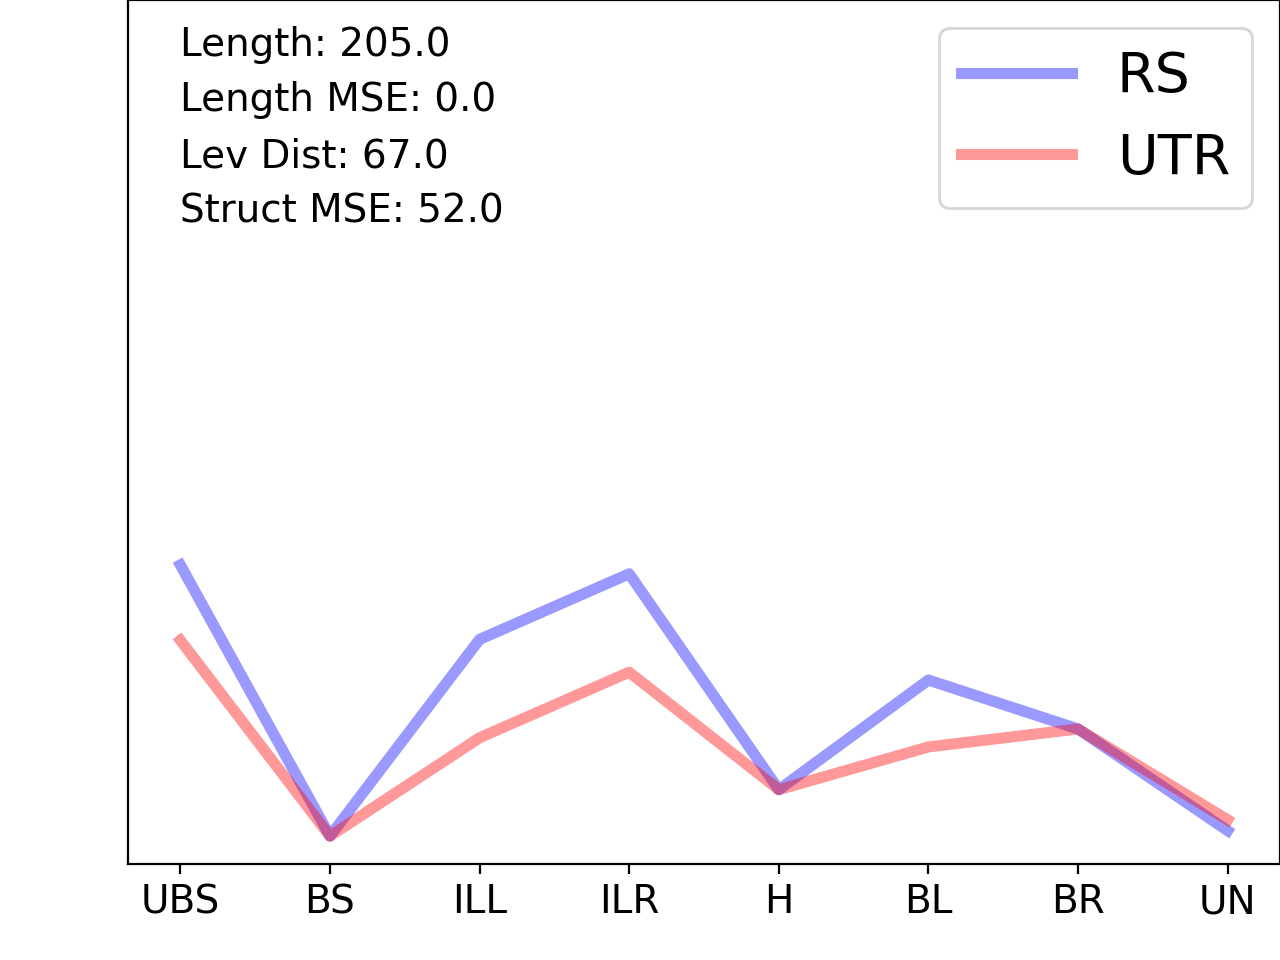 Length: 205.0
Length MSE: 0.0
Lev Dist: 67.0
Struct MSE: 52.0
RS
UTR
UBS BS ILL ILR H BL BR UN